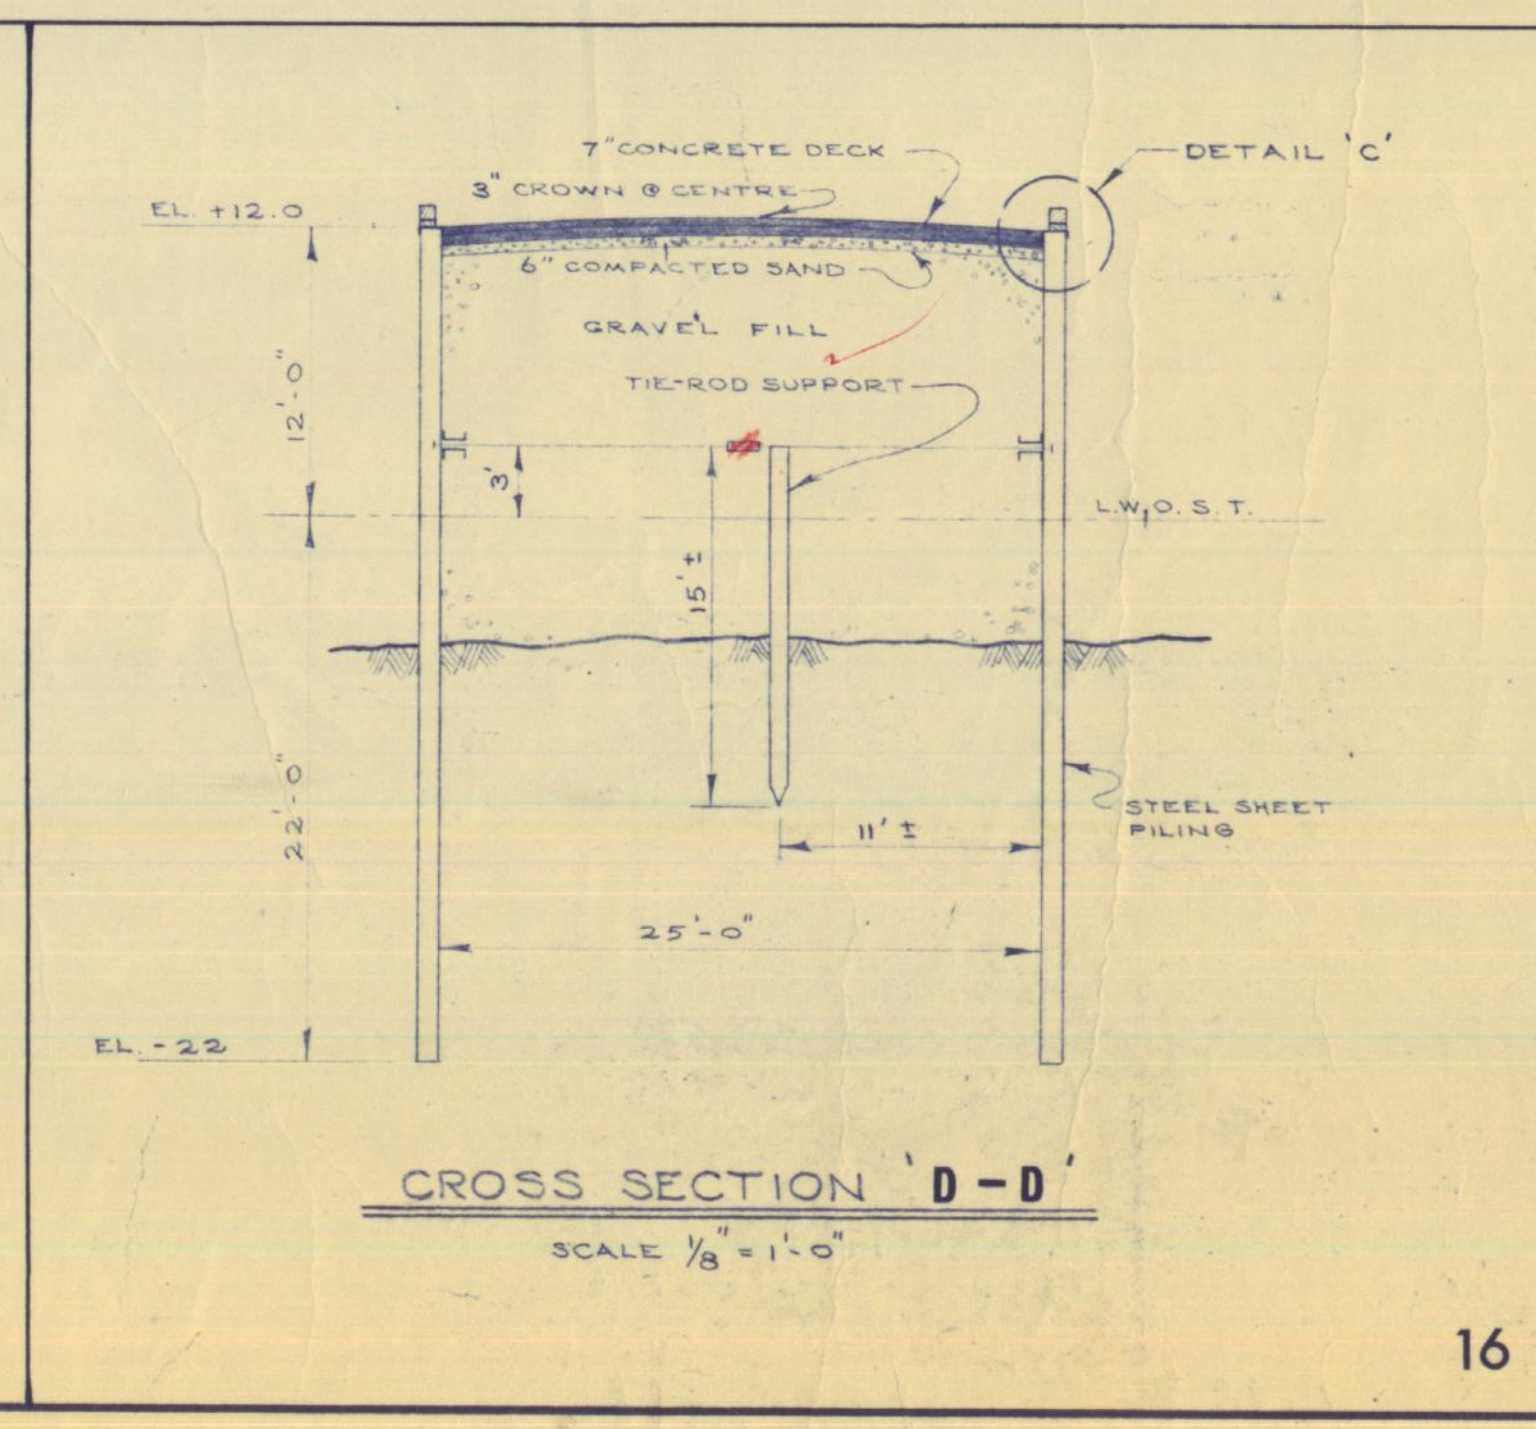 7" CONCRETE DECK
DETAIL 'C'
3" CROWN @ CENTRE
EL. +12.0
6" COMPACTED SAND
GRAVEL FILL
TIE-ROD SUPPORT
12'-0"
3'
L.W.O.S.T.
15' ±
22'-0"
STEEL SHEET
PILING
11' ±
25'-0"
EL. -22
CROSS SECTION 'D-D'
SCALE 1/8" = 1'-0"
16